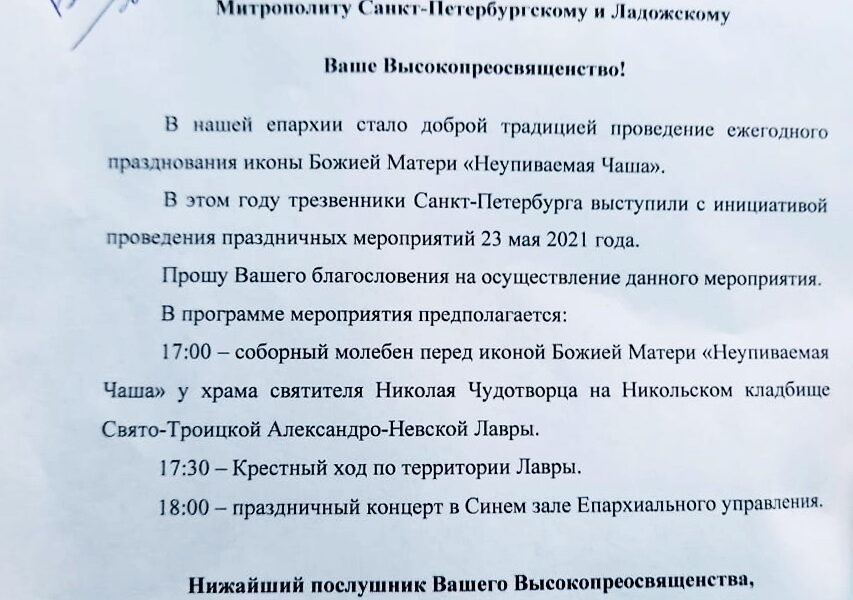 Митрополиту Санкт-Петербургскому и Ладожскому
Ваше Высокопреосвященство!
В нашей епархии стало доброй традицией проведение ежегодного
празднования иконы Божией Матери «Неупиваемая Чаша».
В этом году трезвенники Санкт-Петербурга выступили с инициативой
проведения праздничных мероприятий 23 мая 2021 года.
Прошу Вашего благословения на осуществление данного мероприятия.
В программе мероприятия предполагается:
17:00 – соборный молебен перед иконой Божией Матери «Неупиваемая
Чаша» у храма святителя Николая Чудотворца на Никольском кладбище
Свято-Троицкой Александро-Невской Лавры.
17:30 – Крестный ход по территории Лавры.
18:00 – праздничный концерт в Синем зале Епархиального управления.
Нижайший послушник Вашего Высокопреосвященства,